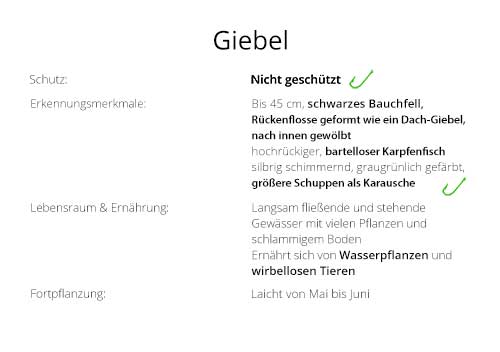 Giebel
Schutz: Nicht geschützt
Erkennungsmerkmale: Bis 45 cm, schwarzes Bauchfell,
Rückenflosse geformt wie ein Dach-Giebel,
nach innen gewölbt
hochrückiger, bartelloser Karpfenfisch
silbrig schimmernd, graugrünlich gefärbt,
größere Schuppen als Karausche
Lebensraum & Ernährung: Langsam fließende und stehende
Gewässer mit vielen Pflanzen und
schlammigem Boden
Ernährt sich von Wasserpflanzen und
wirbellosen Tieren
Fortpflanzung: Laicht von Mai bis Juni